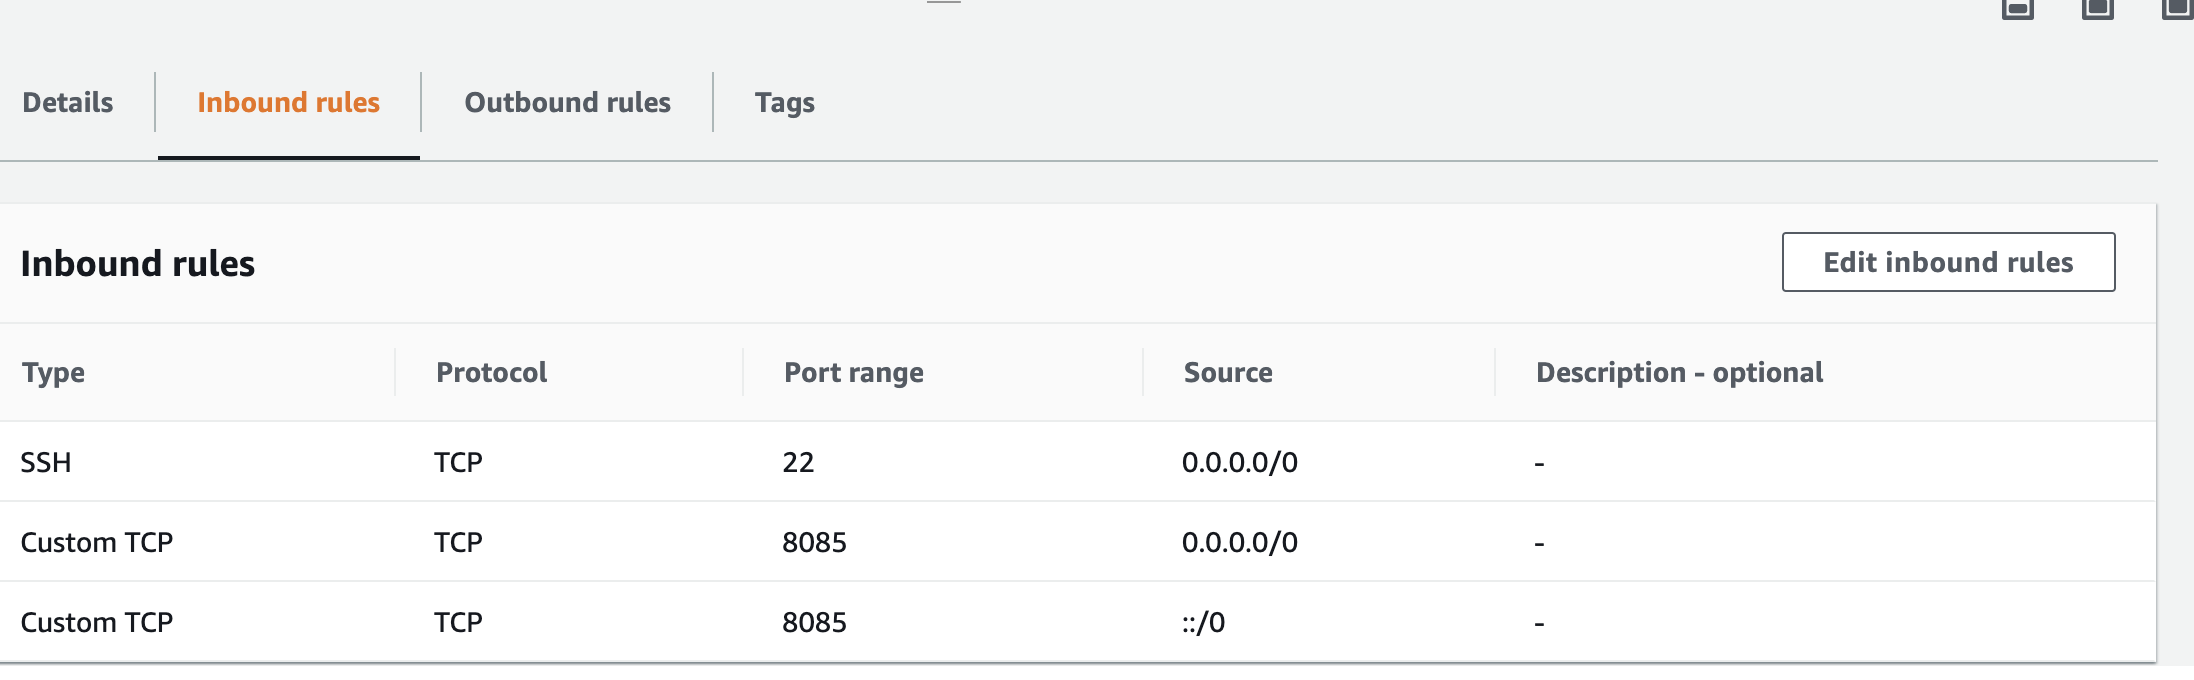 Details Inbound rules Outbound rules Tags
Inbound rules Edit inbound rules
Type Protocol Port range Source Description - optional
SSH TCP 22 0.0.0.0/0 -
Custom TCP TCP 8085 0.0.0.0/0 -
Custom TCP TCP 8085 ::/0 -